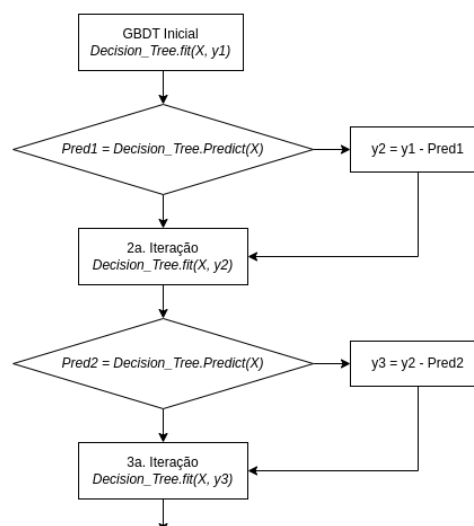 GBDT Inicial
Decision_Tree.fit(X, y1)
Pred1 = Decision_Tree.Predict(X)
y2 = y1 - Pred1
2a. Iteração
Decision_Tree.fit(X, y2)
Pred2 = Decision_Tree.Predict(X)
y3 = y2 - Pred2
3a. Iteração
Decision_Tree.fit(X, y3)